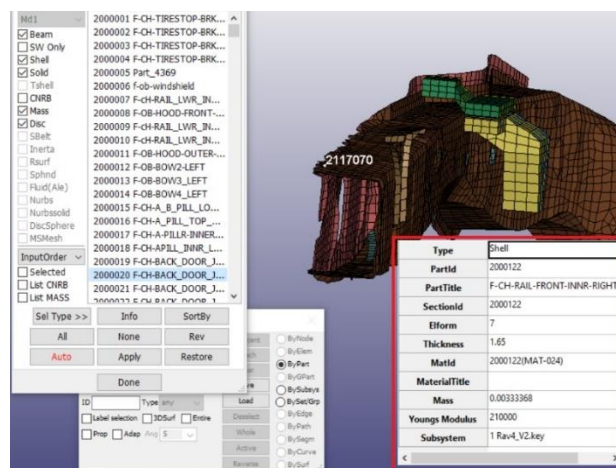 Md1
Beam
SW Only
Shell
Solid
Tshell
CNRB
Mass
Disc
SBelt
Inerta
Rsurf
Sphnd
Fluid(Ale)
Nurbs
Nurbssolid
DiscSphere
MSMesh
InputOrder
Selected
List CNRB
List MASS
2000001 F-CH-TIRESTOP-BRK...
2000002 F-CH-TIRESTOP-BRK...
2000003 F-CH-TIRESTOP-BRK...
2000004 F-CH-TIRESTOP-BRK...
2000005 Part_4369
2000006 f-ob-windshield
2000007 F-cH-RAIL_LWR_IN...
2000008 F-OB-HOOD-FRONT-...
2000009 F-cH-RAIL_LWR_IN...
2000010 F-cH-RAIL_LWR_IN...
2000011 F-OB-HOOD-OUTER-...
2000012 F-OB-BOW2-LEFT
2000013 F-OB-BOW3_LEFT
2000014 F-OB-BOW4_LEFT
2000015 F-CH-A_B_PILL_LO...
2000016 F-CH-A_PILL_TOP_...
2000017 F-CH-A-PILLR-INNER...
2000018 F-CH-APILL_INNR_L...
2000019 F-CH-BACK_DOOR_J...
2000020 F-CH-BACK_DOOR_J...
2000021 F-CH-BACK_DOOR_J...
Sel Type >> Info SortBy
All None Rev
Auto Apply Restore
Done
2117070
ID Type any
Label selection 3DSurf Entire
Prop Adap Ang 5
Load
Deselect
Whole
Active
Reverse
ByNode
ByElem
ByPart
ByGPart
BySubsys
BySet/Grp
ByEdge
ByPath
BySegm
ByCurve
BySurf
Type Shell
PartId 2000122
PartTitle F-CH-RAIL-FRONT-INNR-RIGHT
SectionId 2000122
Elform 7
Thickness 1.65
MatId 2000122(MAT-024)
MaterialTitle
Mass 0.00333368
Youngs Modulus 210000
Subsystem 1 Rav4_V2.key